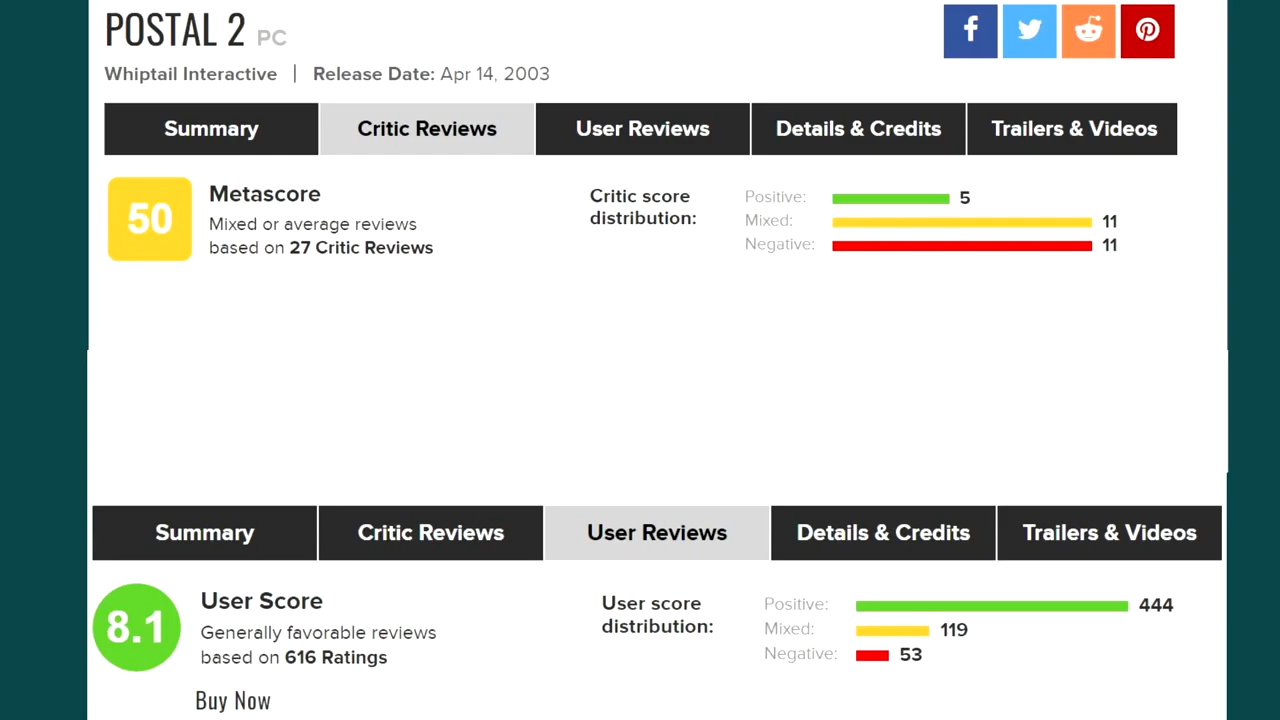 POSTAL 2 PC
Whiptail Interactive | Release Date: Apr 14, 2003
Summary Critic Reviews User Reviews Details & Credits Trailers & Videos
50
Metascore
Mixed or average reviews
based on 27 Critic Reviews
Critic score
distribution:
Positive: 5
Mixed: 11
Negative: 11
Summary Critic Reviews User Reviews Details & Credits Trailers & Videos
8.1
User Score
Generally favorable reviews
based on 616 Ratings
User score
distribution:
Positive: 444
Mixed: 119
Negative: 53
Buy Now